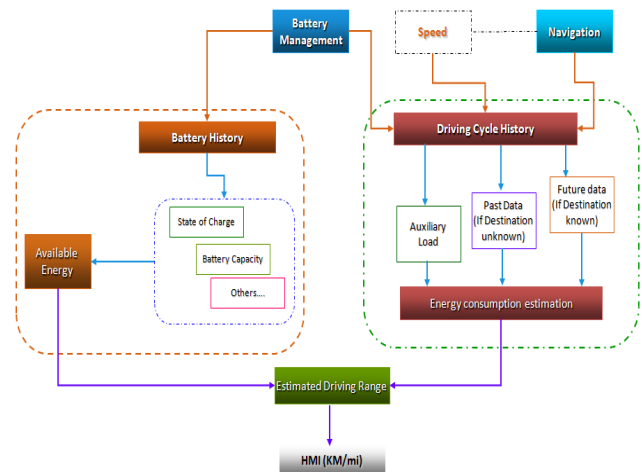 Battery
Management
Speed
Navigation
Battery History
Driving Cycle History
State of Charge
Battery Capacity
Others....
Available
Energy
Auxiliary
Load
Past Data
(If Destination
unknown)
Future data
(If Destination
known)
Energy consumption estimation
Estimated Driving Range
HMI (KM/mi)